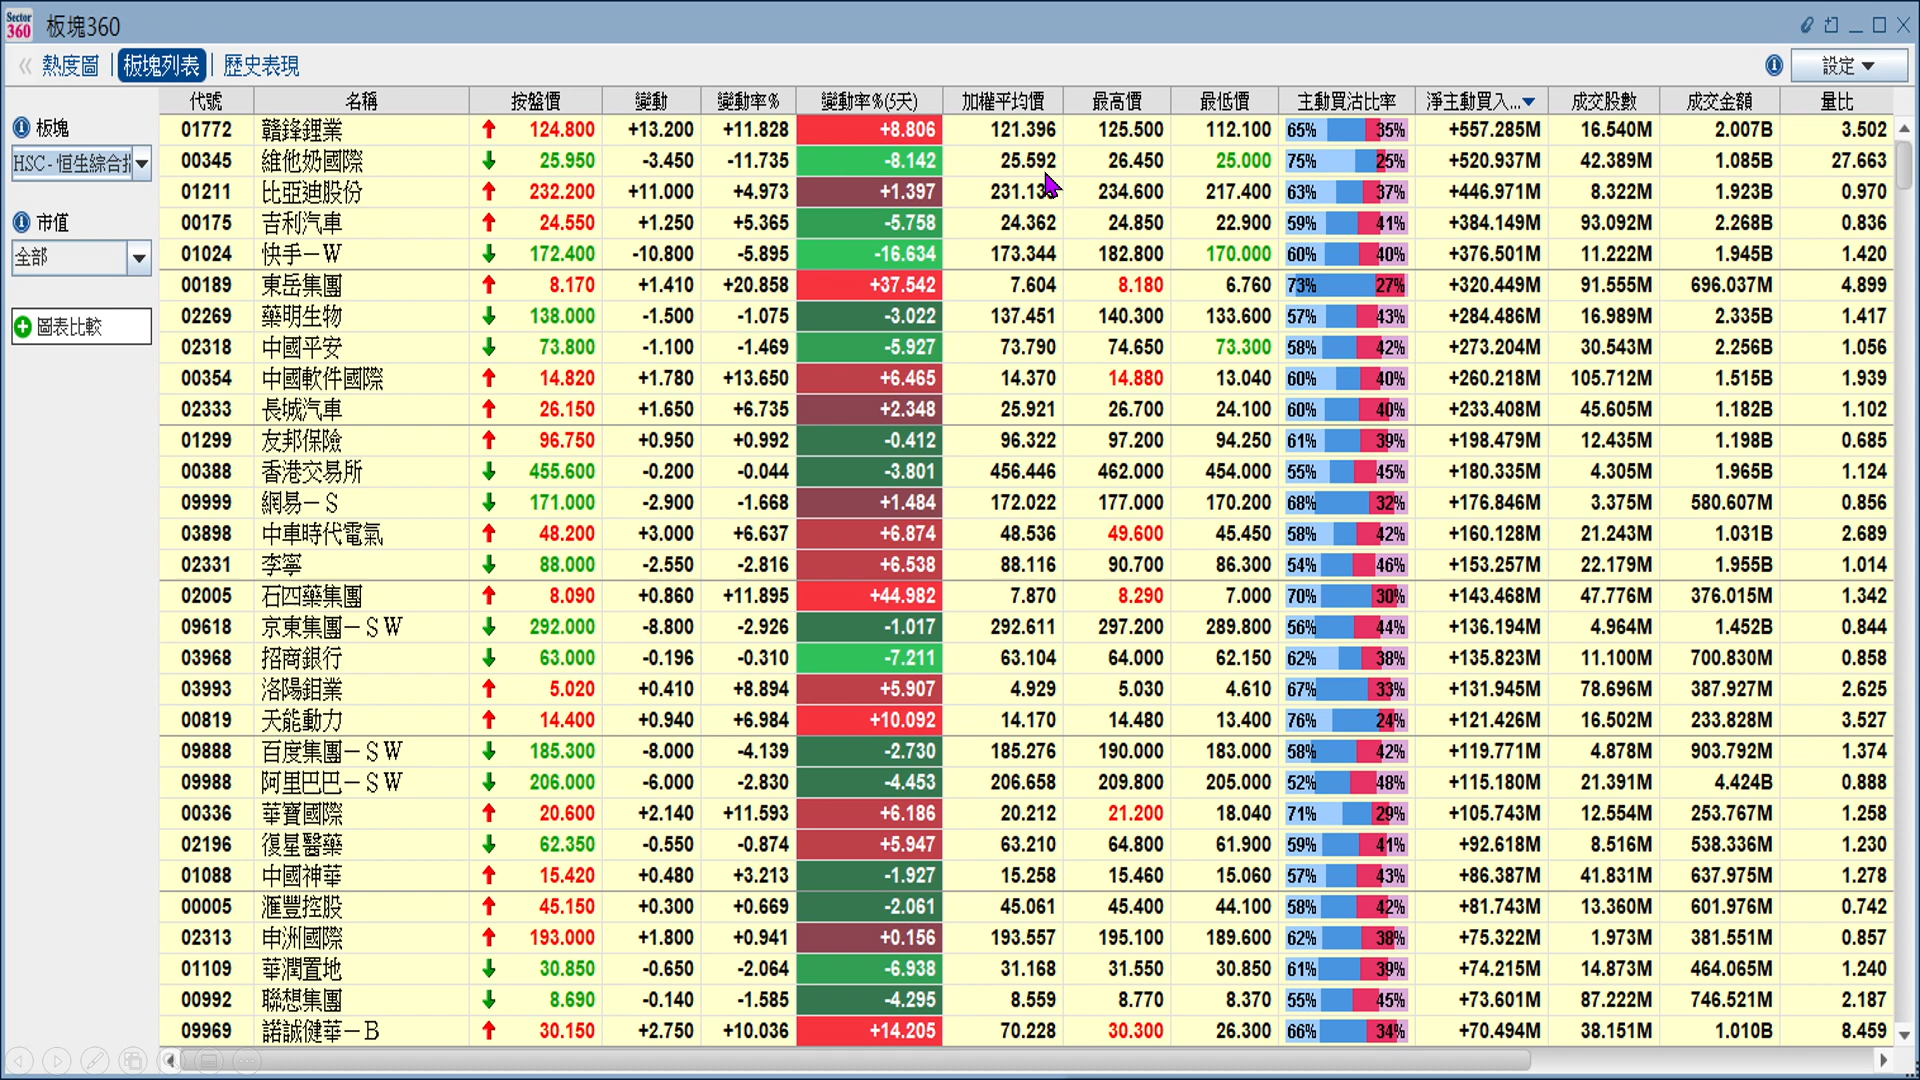 Sector 360 板塊360
熱度圖 板塊列表 歷史表現 設定
板塊
HSC - 恒生綜合指
市值
全部
圖表比較
代號 名稱 按盤價 變動 變動率% 變動率%(5天) 加權平均價 最高價 最低價 主動買沽比率 淨主動買入... 成交股數 成交金額 量比
01772 贛鋒鋰業 124.800 +13.200 +11.828 +8.806 121.396 125.500 112.100 65% 35% +557.285M 16.540M 2.007B 3.502
00345 維他奶國際 25.950 -3.450 -11.735 -8.142 25.592 26.450 25.000 75% 25% +520.937M 42.389M 1.085B 27.663
01211 比亞迪股份 232.200 +11.000 +4.973 +1.397 231.13 234.600 217.400 63% 37% +446.971M 8.322M 1.923B 0.970
00175 吉利汽車 24.550 +1.250 +5.365 -5.758 24.362 24.850 22.900 59% 41% +384.149M 93.092M 2.268B 0.836
01024 快手－W 172.400 -10.800 -5.895 -16.634 173.344 182.800 170.000 60% 40% +376.501M 11.222M 1.945B 1.420
00189 東岳集團 8.170 +1.410 +20.858 +37.542 7.604 8.180 6.760 73% 27% +320.449M 91.555M 696.037M 4.899
02269 藥明生物 138.000 -1.500 -1.075 -3.022 137.451 140.300 133.600 57% 43% +284.486M 16.989M 2.335B 1.417
02318 中國平安 73.800 -1.100 -1.469 -5.927 73.790 74.650 73.300 58% 42% +273.204M 30.543M 2.256B 1.056
00354 中國軟件國際 14.820 +1.780 +13.650 +6.465 14.370 14.880 13.040 60% 40% +260.218M 105.712M 1.515B 1.939
02333 長城汽車 26.150 +1.650 +6.735 +2.348 25.921 26.700 24.100 60% 40% +233.408M 45.605M 1.182B 1.102
01299 友邦保險 96.750 +0.950 +0.992 -0.412 96.322 97.200 94.250 61% 39% +198.479M 12.435M 1.198B 0.685
00388 香港交易所 455.600 -0.200 -0.044 -3.801 456.446 462.000 454.000 55% 45% +180.335M 4.305M 1.965B 1.124
09999 網易－Ｓ 171.000 -2.900 -1.668 +1.484 172.022 177.000 170.200 68% 32% +176.846M 3.375M 580.607M 0.856
03898 中車時代電氣 48.200 +3.000 +6.637 +6.874 48.536 49.600 45.450 58% 42% +160.128M 21.243M 1.031B 2.689
02331 李寧 88.000 -2.550 -2.816 +6.538 88.116 90.700 86.300 54% 46% +153.257M 22.179M 1.955B 1.014
02005 石四藥集團 8.090 +0.860 +11.895 +44.982 7.870 8.290 7.000 70% 30% +143.468M 47.776M 376.015M 1.342
09618 京東集團－ＳＷ 292.000 -8.800 -2.926 -1.017 292.611 297.200 289.800 56% 44% +136.194M 4.964M 1.452B 0.844
03968 招商銀行 63.000 -0.196 -0.310 -7.211 63.104 64.000 62.150 62% 38% +135.823M 11.100M 700.830M 0.858
03993 洛陽鉬業 5.020 +0.410 +8.894 +5.907 4.929 5.030 4.610 67% 33% +131.945M 78.696M 387.927M 2.625
00819 天能動力 14.400 +0.940 +6.984 +10.092 14.170 14.480 13.400 76% 24% +121.426M 16.502M 233.828M 3.527
09888 百度集團－ＳＷ 185.300 -8.000 -4.139 -2.730 185.276 190.000 183.000 58% 42% +119.771M 4.878M 903.792M 1.374
09988 阿里巴巴－ＳＷ 206.000 -6.000 -2.830 -4.453 206.658 209.800 205.000 52% 48% +115.180M 21.391M 4.424B 0.888
00336 華寶國際 20.600 +2.140 +11.593 +6.186 20.212 21.200 18.040 71% 29% +105.743M 12.554M 253.767M 1.258
02196 復星醫藥 62.350 -0.550 -0.874 +5.947 63.210 64.800 61.900 59% 41% +92.618M 8.516M 538.336M 1.230
01088 中國神華 15.420 +0.480 +3.213 -1.927 15.258 15.460 15.060 57% 43% +86.387M 41.831M 637.975M 1.278
00005 滙豐控股 45.150 +0.300 +0.669 -2.061 45.061 45.400 44.100 58% 42% +81.743M 13.360M 601.976M 0.742
02313 申洲國際 193.000 +1.800 +0.941 +0.156 193.557 195.100 189.600 62% 38% +75.322M 1.973M 381.551M 0.857
01109 華潤置地 30.850 -0.650 -2.064 -6.938 31.168 31.550 30.850 61% 39% +74.215M 14.873M 464.065M 1.240
00992 聯想集團 8.690 -0.140 -1.585 -4.295 8.559 8.770 8.370 55% 45% +73.601M 87.222M 746.521M 2.187
09969 諾誠健華－Ｂ 30.150 +2.750 +10.036 +14.205 70.228 30.300 26.300 66% 34% +70.494M 38.151M 1.010B 8.459